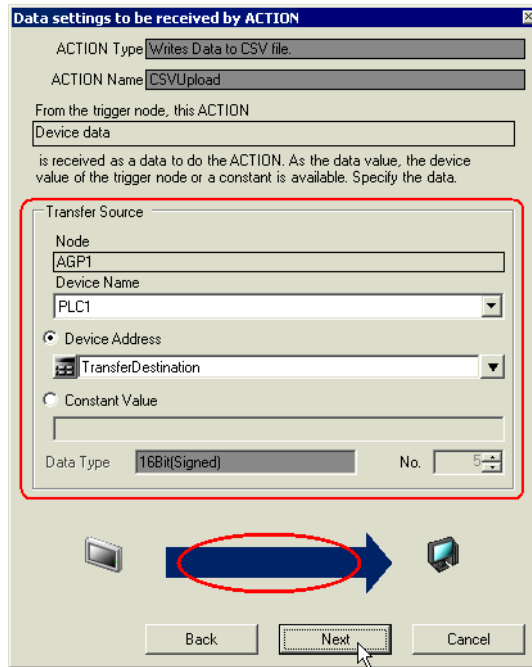 Data settings to be received by ACTION
ACTION Type Writes Data to CSV file.
ACTION Name CSVUpload
From the trigger node, this ACTION
Device data
is received as a data to do the ACTION. As the data value, the device
value of the trigger node or a constant is available. Specify the data.
Transfer Source
Node
AGP1
Device Name
PLC1
Device Address
TransferDestination
Constant Value
Data Type 16Bit(Signed) No. 5
Back Next Cancel